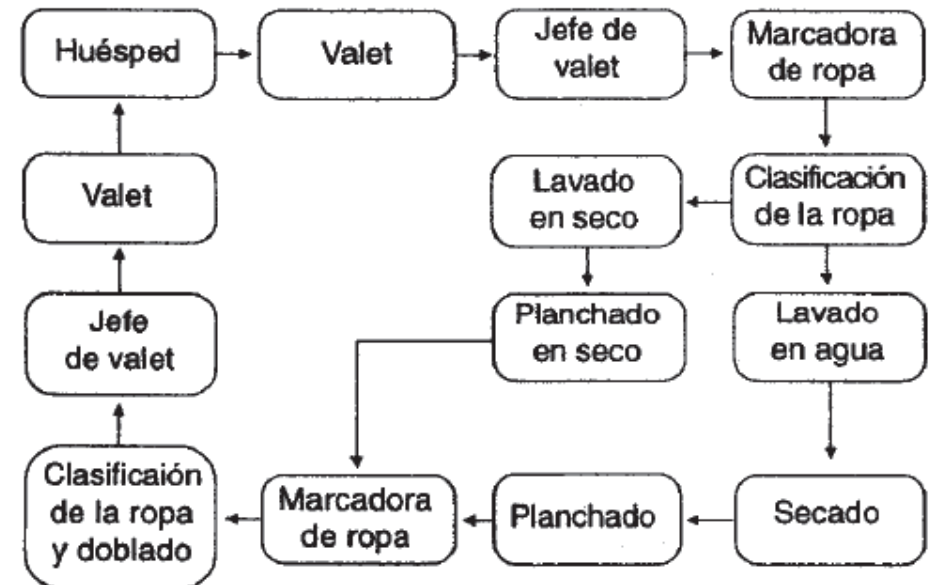 Huésped
Valet
Jefe de
valet
Marcadora
de ropa
Clasificación
de la ropa
Lavado
en seco
Lavado
en agua
Planchado
en seco
Secado
Planchado
Marcadora
de ropa
Clasificaión
de la ropa
y doblado
Jefe
de valet
Valet